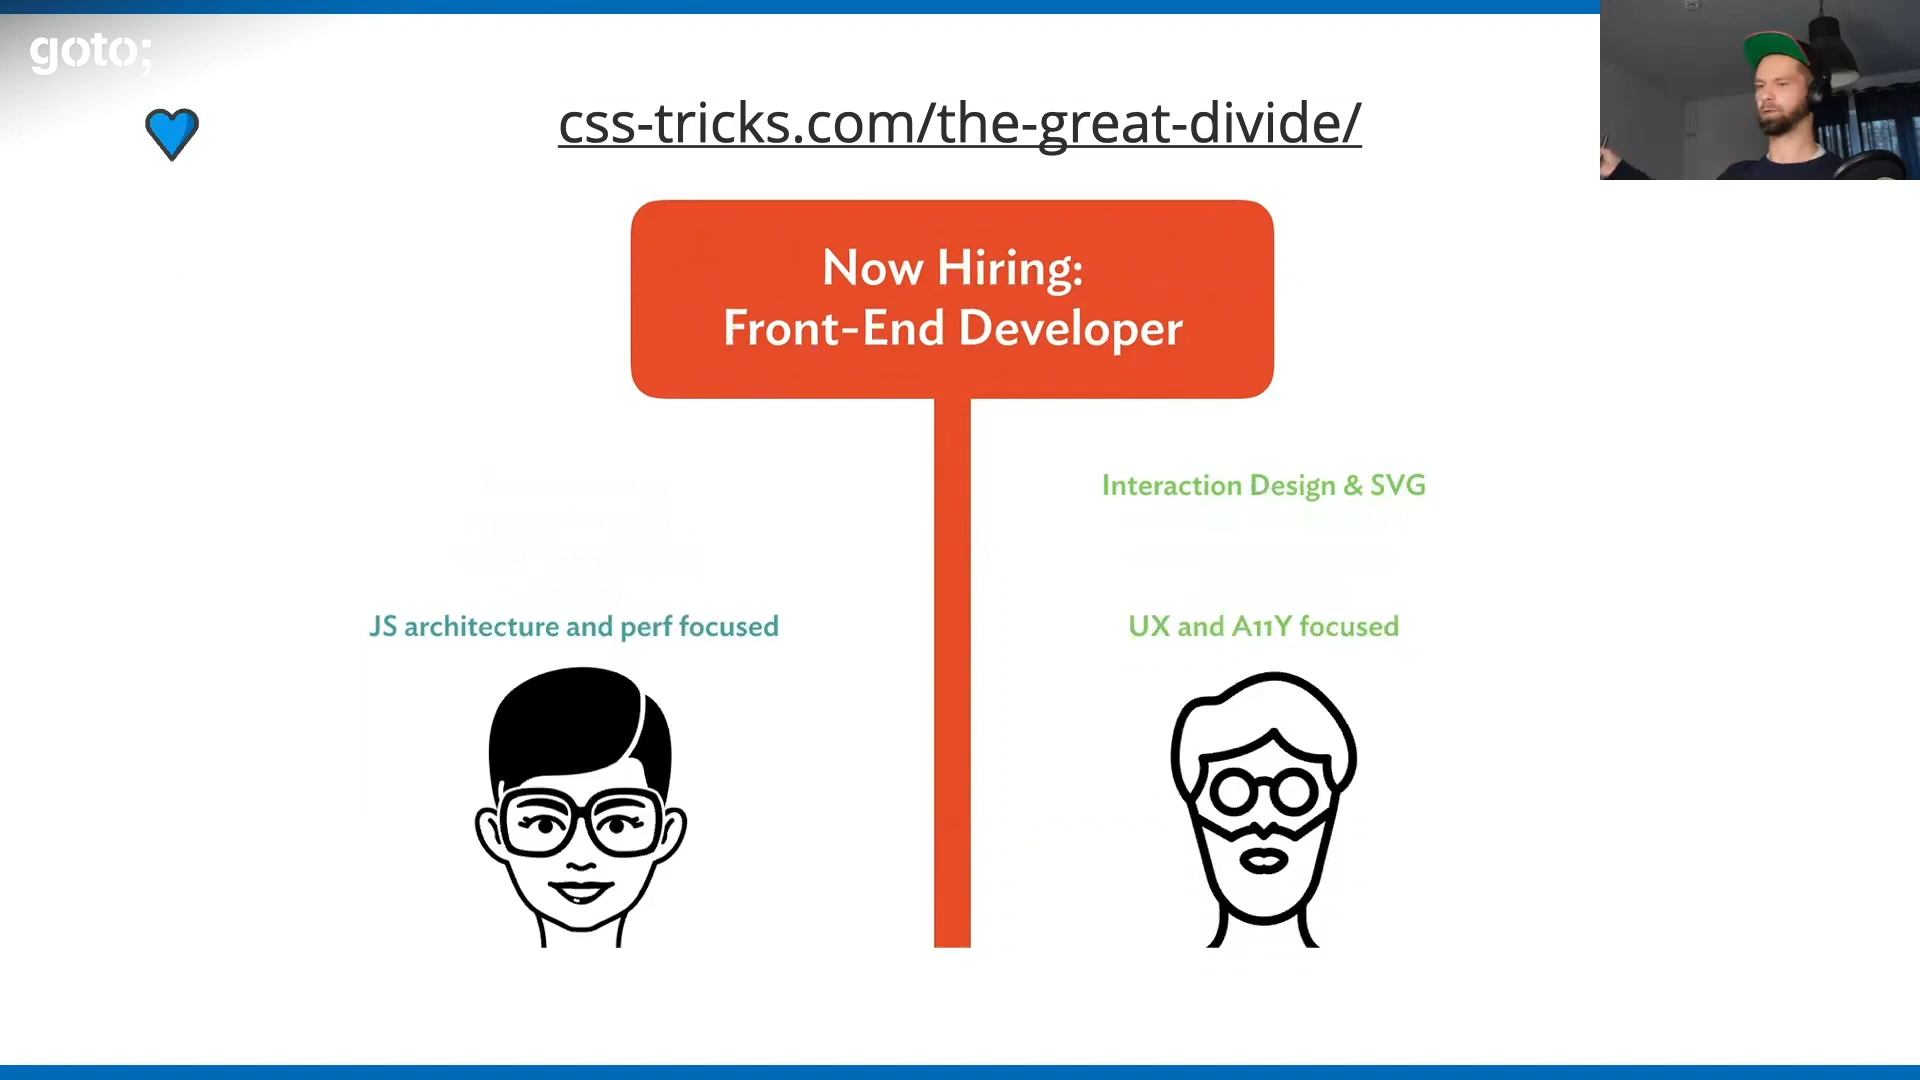 goto;
css-tricks.com/the-great-divide/
Now Hiring:
Front-End Developer
Interaction Design & SVG
JS architecture and perf focused
UX and A11Y focused